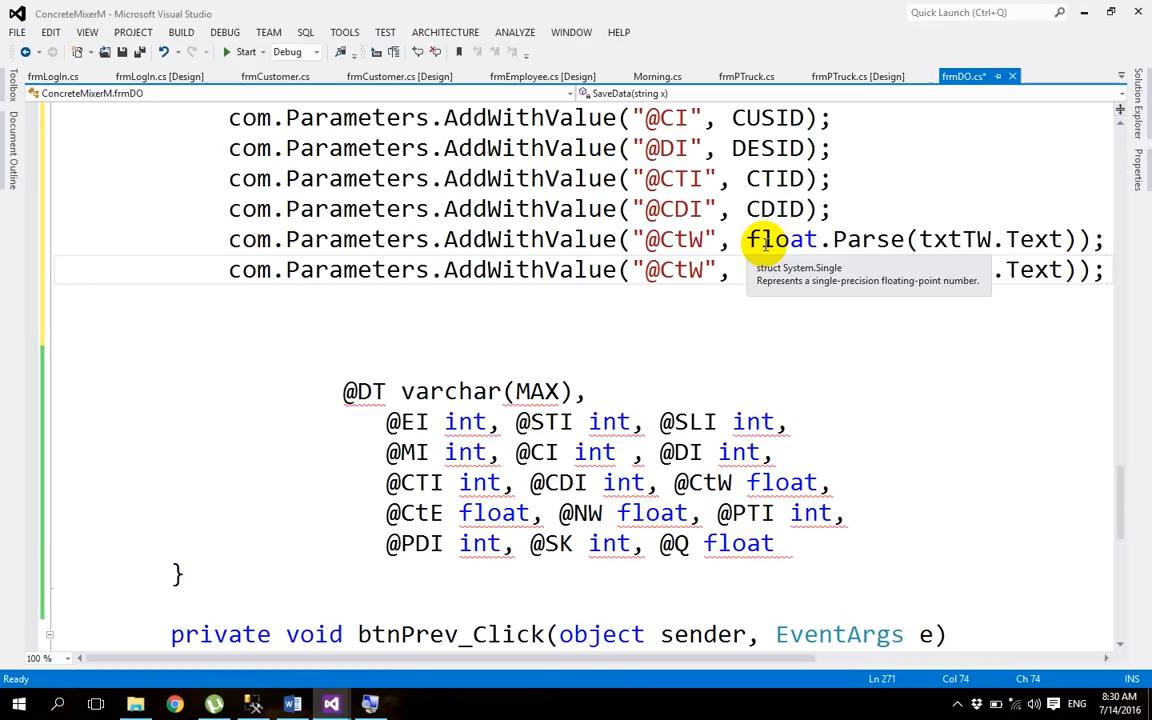 ConcreteMixerM - Microsoft Visual Studio
Quick Launch (Ctrl+Q)
FILE EDIT VIEW PROJECT BUILD DEBUG TEAM SQL TOOLS TEST ARCHITECTURE ANALYZE WINDOW HELP
Start Debug
frmLogIn.cs frmLogIn.cs [Design] frmCustomer.cs frmCustomer.cs [Design] frmEmployee.cs [Design] Morning.cs frmPTruck.cs frmPTruck.cs [Design] frmDO.cs*
ConcreteMixerM.frmDO SaveData(string x)
Toolbox
Document Outline
Solution Explorer
Properties
com.Parameters.AddWithValue("@CI", CUSID);
com.Parameters.AddWithValue("@DI", DESID);
com.Parameters.AddWithValue("@CTI", CTID);
com.Parameters.AddWithValue("@CDI", CDID);
com.Parameters.AddWithValue("@CtW", float.Parse(txtTW.Text));
com.Parameters.AddWithValue("@CtW", .Text));
struct System.Single
Represents a single-precision floating-point number.
@DT varchar(MAX),
@EI int, @STI int, @SLI int,
@MI int, @CI int , @DI int,
@CTI int, @CDI int, @CtW float,
@CtE float, @NW float, @PTI int,
@PDI int, @SK int, @Q float
}
private void btnPrev_Click(object sender, EventArgs e)
100 %
Ready Ln 271 Col 74 Ch 74 INS
ENG 8:30 AM
7/14/2016